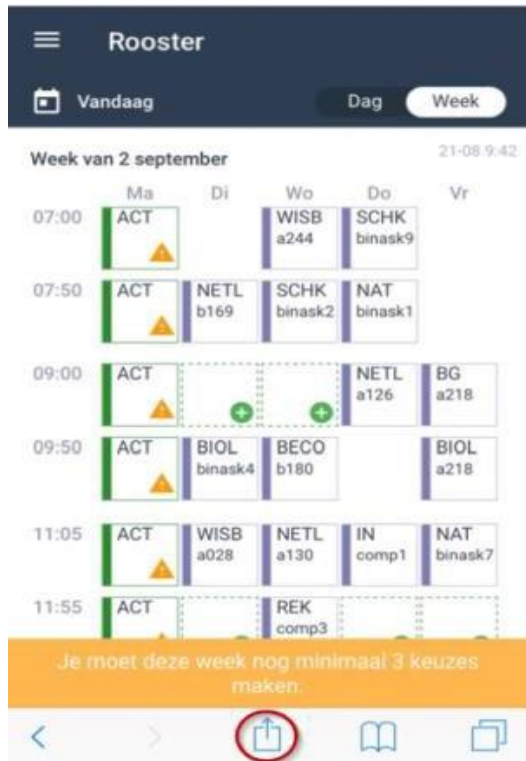 Rooster
Vandaag Dag Week
Week van 2 september 21-08 9:42
Ma Di Wo Do Vr
07:00 ACT WISB SCHK
a244 binask9
07:50 ACT NETL SCHK NAT
b169 binask2 binask1
09:00 ACT NETL BG
a126 a218
09:50 ACT BIOL BECO BIOL
binask4 b180 a218
11:05 ACT WISB NETL IN NAT
a028 a130 comp1 binask7
11:55 ACT REK
comp3
Je moet deze week nog minimaal 3 keuzes
maken.